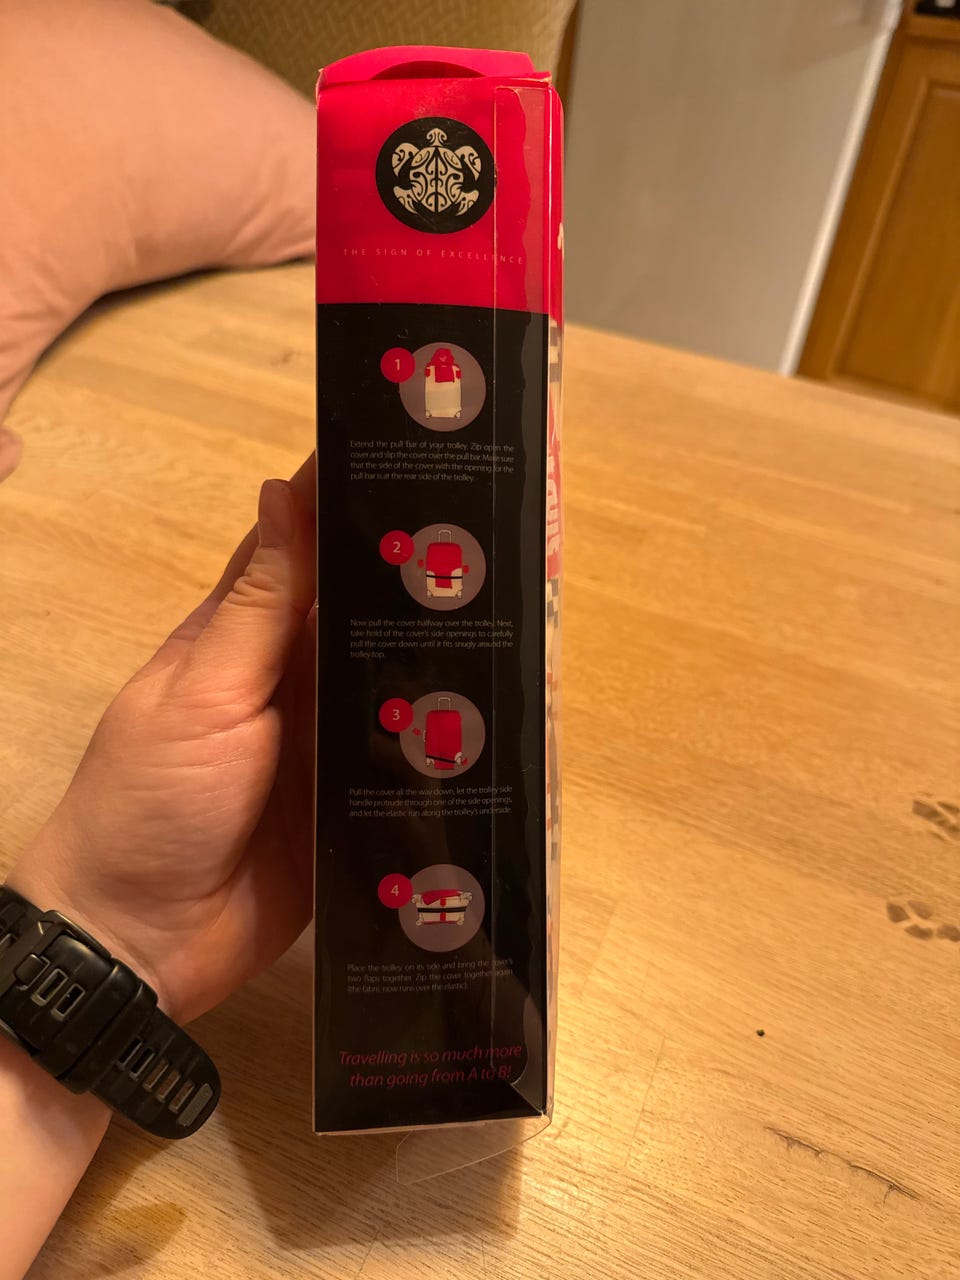 THE SIGN OF EXCELLENCE
1
Extend the pull bar of your trolley. Zip open the
cover and slip the cover over the pull bar. Make sure
that the side of the cover with the opening for the
pull bar is at the rear side of the trolley.
2
Now pull the cover halfway over the trolley. Next,
take hold of the cover's side openings to carefully
pull the cover down until it fits snugly around the
trolley top.
3
Pull the cover all the way down, let the trolley side
handle protrude through one of the side openings,
and let the elastic run along the trolley's underside.
4
Place the trolley on its side and bring the cover's
two flaps together. Zip the cover together again
(the fabric now runs over the elastic).
Travelling is so much more
than going from A to B!